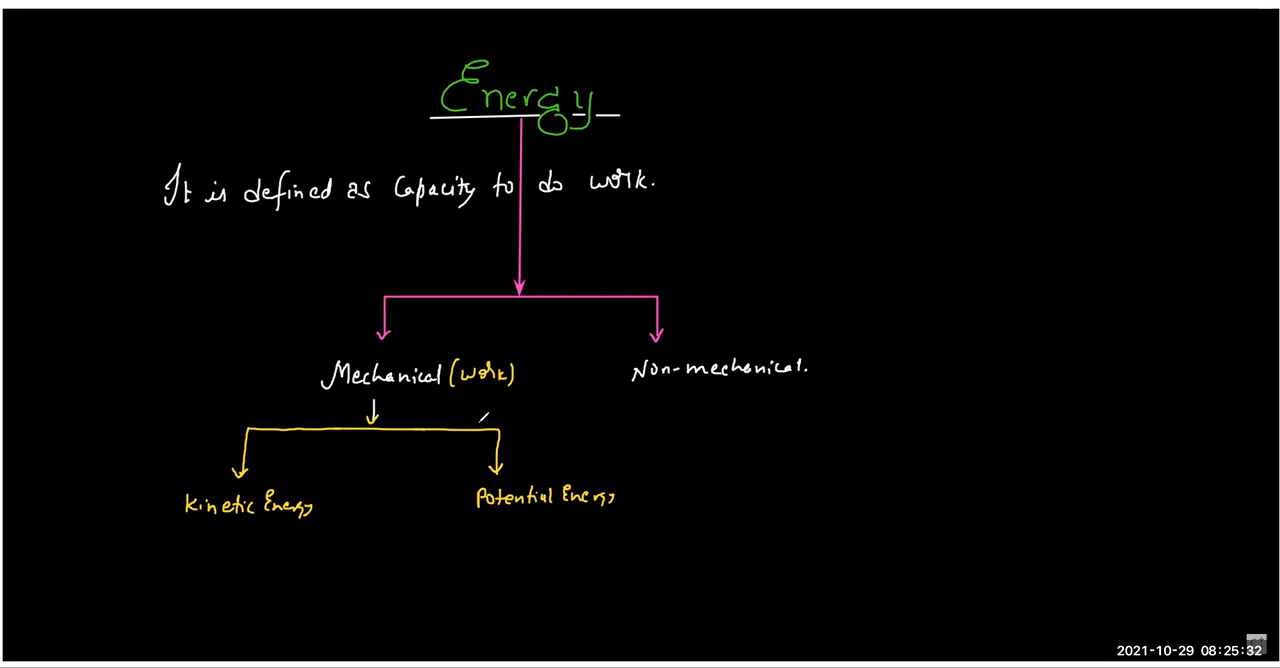 Energy
It is defined as capacity to do work.
Mechanical (work)
Non-mechanical.
Kinetic Energy
Potential Energy
2021-10-29 08:25:32